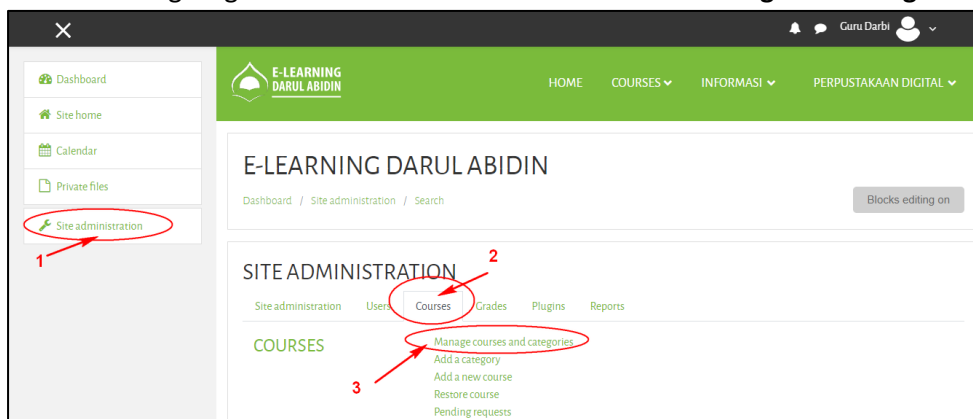 Guru Darbi
Dashboard
Site home
Calendar
Private files
Site administration
1
E-LEARNING
DARUL ABIDIN
HOME COURSES INFORMASI PERPUSTAKAAN DIGITAL
E-LEARNING DARUL ABIDIN
Dashboard / Site administration / Search
Blocks editing on
SITE ADMINISTRATION
2
Site administration Users Courses Grades Plugins Reports
COURSES
Manage courses and categories
Add a category
Add a new course
3
Restore course
Pending requests